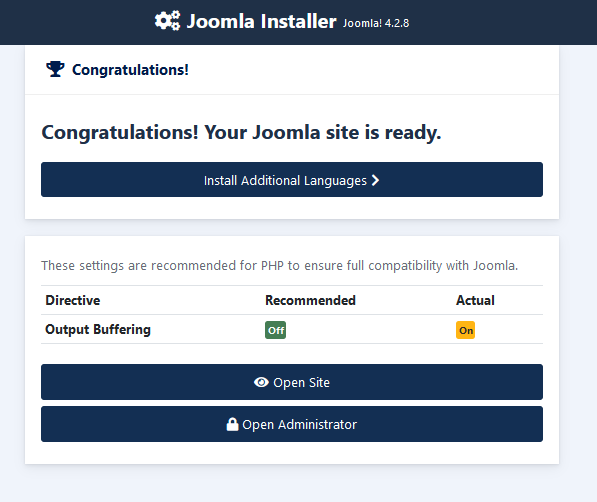 Joomla Installer Joomla! 4.2.8
Congratulations!
Congratulations! Your Joomla site is ready.
Install Additional Languages
These settings are recommended for PHP to ensure full compatibility with Joomla.
Directive Recommended Actual
Output Buffering Off On
Open Site
Open Administrator